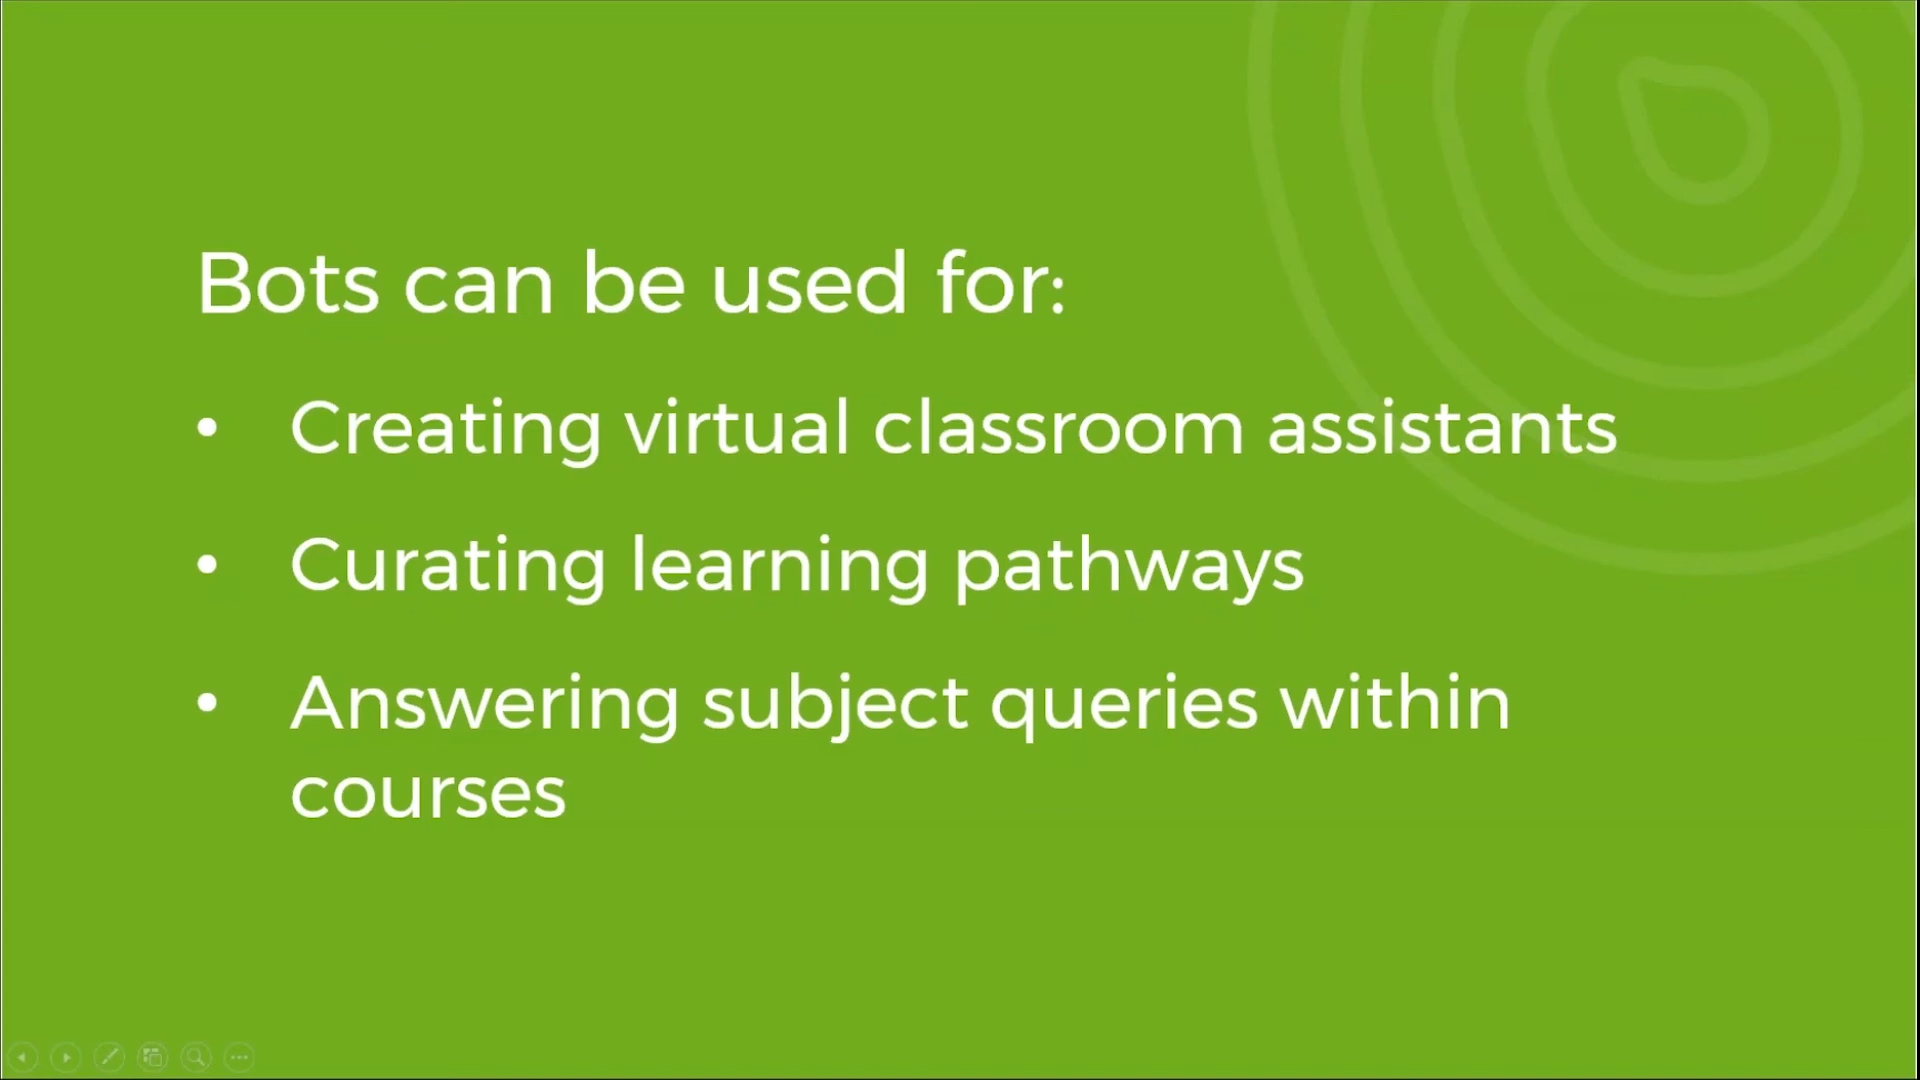 Bots can be used for:
• Creating virtual classroom assistants
• Curating learning pathways
• Answering subject queries within
courses